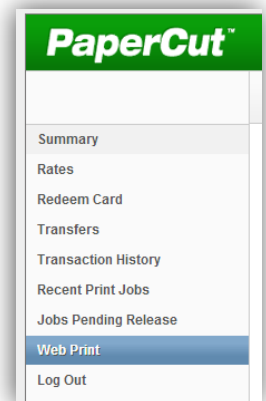 PaperCut™
Summary
Rates
Redeem Card
Transfers
Transaction History
Recent Print Jobs
Jobs Pending Release
Web Print
Log Out